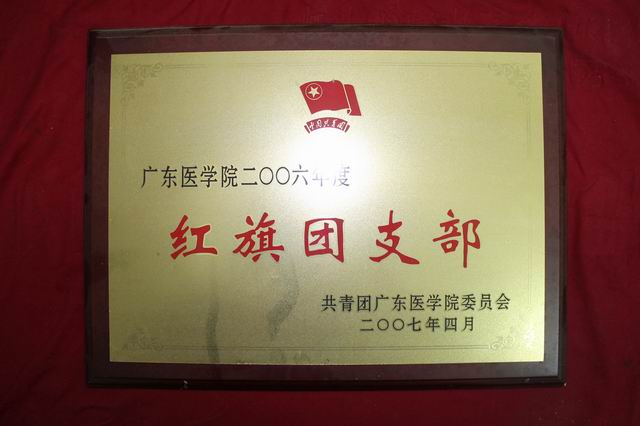 中国共青团
广东医学院二〇〇六年度
红旗团支部
共青团广东医学院委员会
二〇〇七年四月